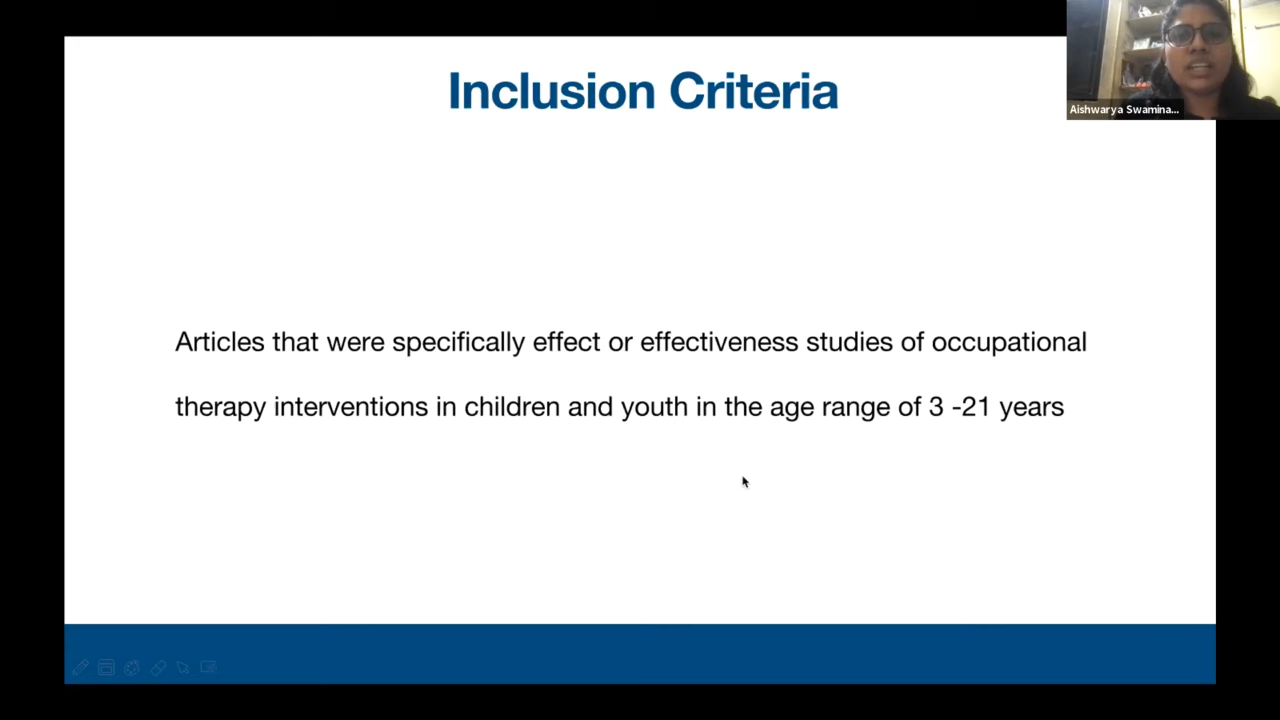 Inclusion Criteria
Aishwarya Swamina...
Articles that were specifically effect or effectiveness studies of occupational
therapy interventions in children and youth in the age range of 3 -21 years